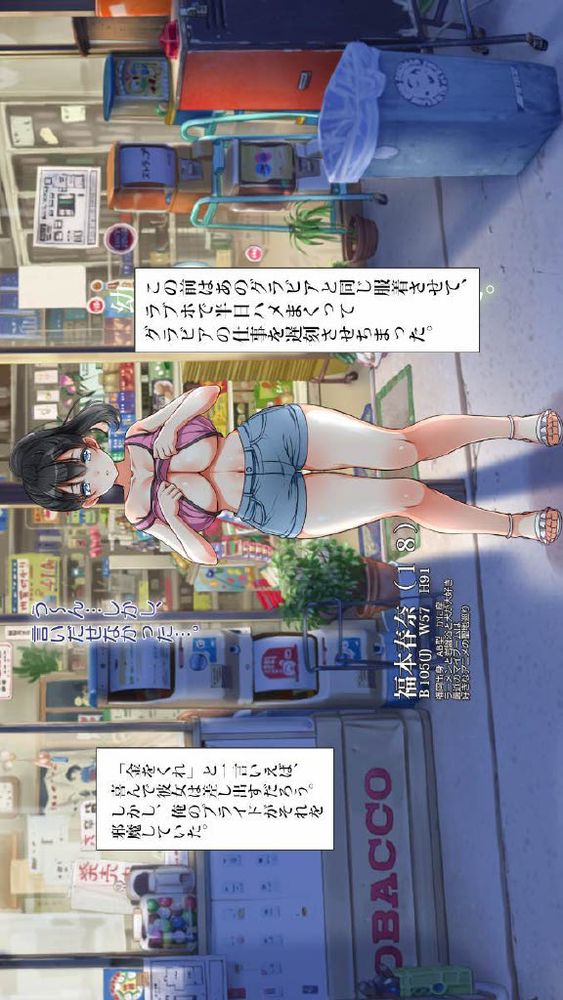 この前はあのグラビアと同じ服着させて、
ラブホで半日ハメまくって
グラビアの仕事を遅刻させちまった。
福本春奈（18）
B105(J) W57 H91
う～ん…しかし、
言いだせなかった…。
「金をくれ」と一言いえば、
喜んで彼女は差し出すだろう。
しかし、俺のプライドがそれを
邪魔していた。
TOBACCO